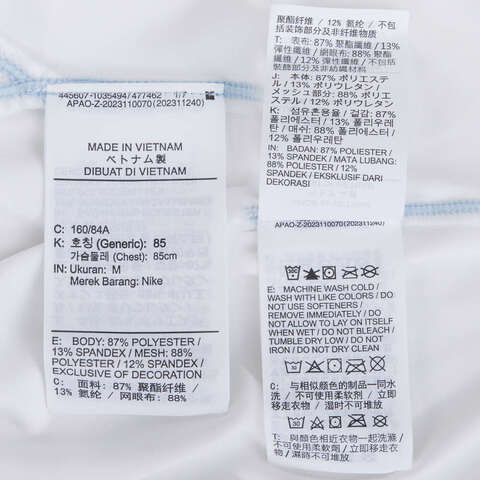 445607-1035494/477462 1/7
APAO-Z-2023110070 (202311240)
MADE IN VIETNAM
ベトナム製
DIBUAT DI VIETNAM
C: 160/84A
K: 호칭 (Generic): 85
가슴둘레 (Chest): 85cm
IN: Ukuran: M
Merek Barang: Nike
E: BODY: 87% POLYESTER/
13% SPANDEX / MESH: 88%
POLYESTER/ 12% SPANDEX /
EXCLUSIVE OF DECORATION
C: 面料: 87% 聚酯纤维 /
13% 氨纶 / 网眼布: 88%
聚酯纤维 / 12% 氨纶 / 不包
括装饰部分及非纤维物质
T: 表布: 87% 聚酯纖維 / 13%
彈性纖維 / 網眼布: 88% 聚酯
纖維 / 12% 彈性纖維 / 不包括
裝飾部分及非紡織材料
J: 本体: 87% ポリエステ
ル / 13% ポリウレタン /
メッシュ部分: 88% ポリエ
ステル / 12% ポリウレタン
K: 섬유혼용율 / 겉감: 87%
폴리에스터 / 13% 폴리우레
탄 / 매쉬: 88% 폴리에스터 /
12% 폴리우레탄
IN: BADAN: 87% POLIESTER /
13% SPANDEX / MATA LUBANG:
88% POLIESTER / 12%
SPANDEX / EKSKLUSIF DARI
DEKORASI
APAO-Z-2023110070 (202311240)
E: MACHINE WASH COLD /
WASH WITH LIKE COLORS / DO
NOT USE SOFTENERS /
REMOVE IMMEDIATELY / DO
NOT ALLOW TO LAY ON ITSELF
WHEN WET / DO NOT BLEACH /
TUMBLE DRY LOW / DO NOT
IRON / DO NOT DRY CLEAN
C: 与相似颜色的制品一同水
洗 / 不可使用柔软剂 / 立即
移走衣物 / 湿时不可堆放
T: 與顏色相近衣物一起洗滌 /
不可使用柔軟劑 / 立即移走
衣物 / 濕時不可堆放